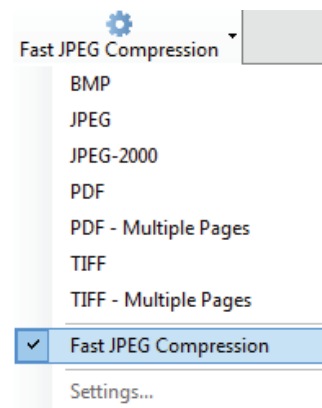 Fast JPEG Compression
BMP
JPEG
JPEG-2000
PDF
PDF - Multiple Pages
TIFF
TIFF - Multiple Pages
Fast JPEG Compression
Settings...